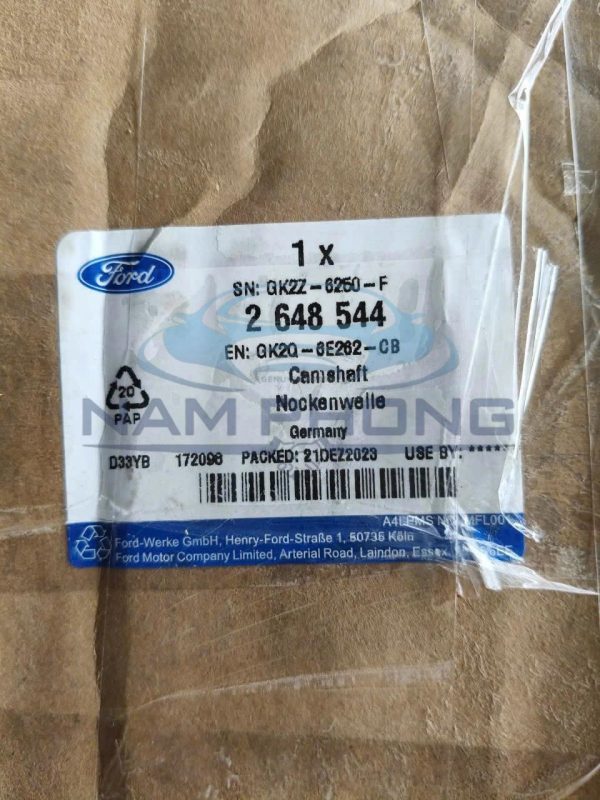 1 x
Ford
SN: GK2Z-6250-F
2 648 544
EN: GK2Q-6E262-CB
Camshaft
NAM PHONG
Nockenwelle
Germany
20
PAP
D33YB 172098 PACKED: 21DEZ2023 USE BY: *****
Ford-Werke GmbH, Henry-Ford-Straße 1, 50735 Köln
Ford Motor Company Limited, Arterial Road, Laindon, Essex